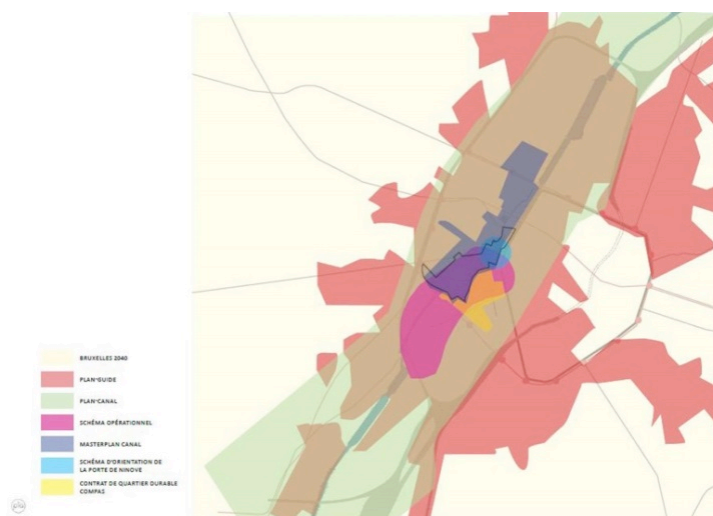 BRUXELLES 2040
PLAN-GUIDE
PLAN-CANAL
SCHÉMA OPÉRATIONNEL
MASTERPLAN CANAL
SCHÉMA D'ORIENTATION DE
LA PORTE DE NINOVE
CONTRAT DE QUARTIER DURABLE
COMPAS